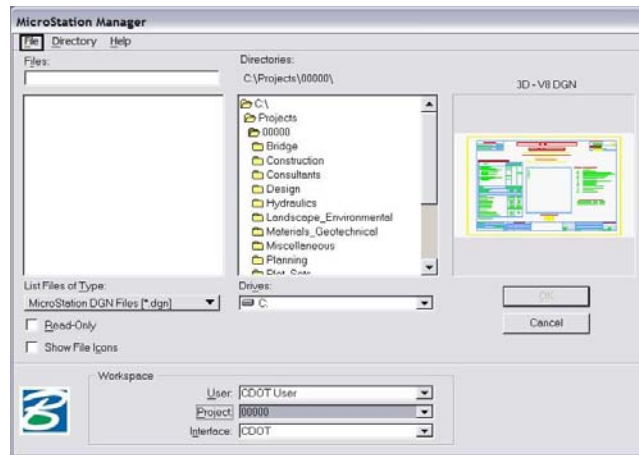 MicroStation Manager
File Directory Help
Files:
Directories:
C:\Projects\00000\
3D - V8 DGN
C:\
Projects
00000
Bridge
Construction
Consultants
Design
Hydraulics
Landscape_Environmental
Materials_Geotechnical
Miscellaneous
Planning
Plot_Sets
List Files of Type:
MicroStation DGN Files [*.dgn]
Drives:
C:
OK
Cancel
Read-Only
Show File Icons
Workspace
User: CDOT User
Project: 00000
Interface: CDOT